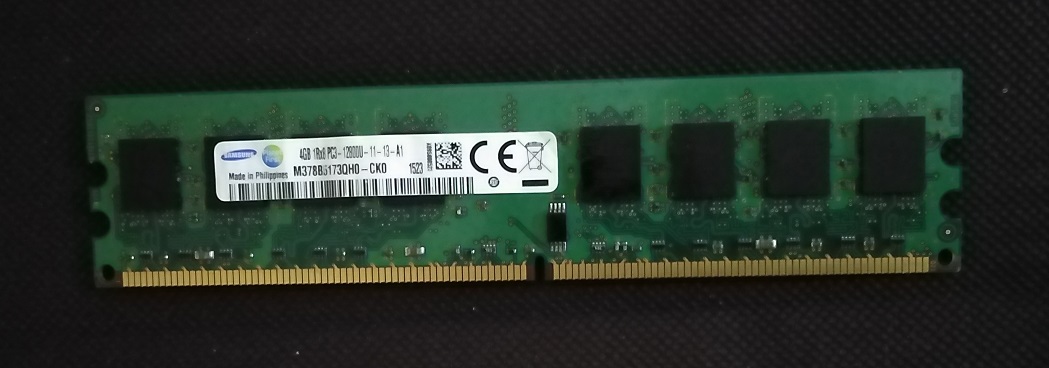 SAMSUNG
4GB 1Rx8 PC3-12800U-11-13-A1
M378B5173QH0-CK0 1523
Made in Philippines
CE